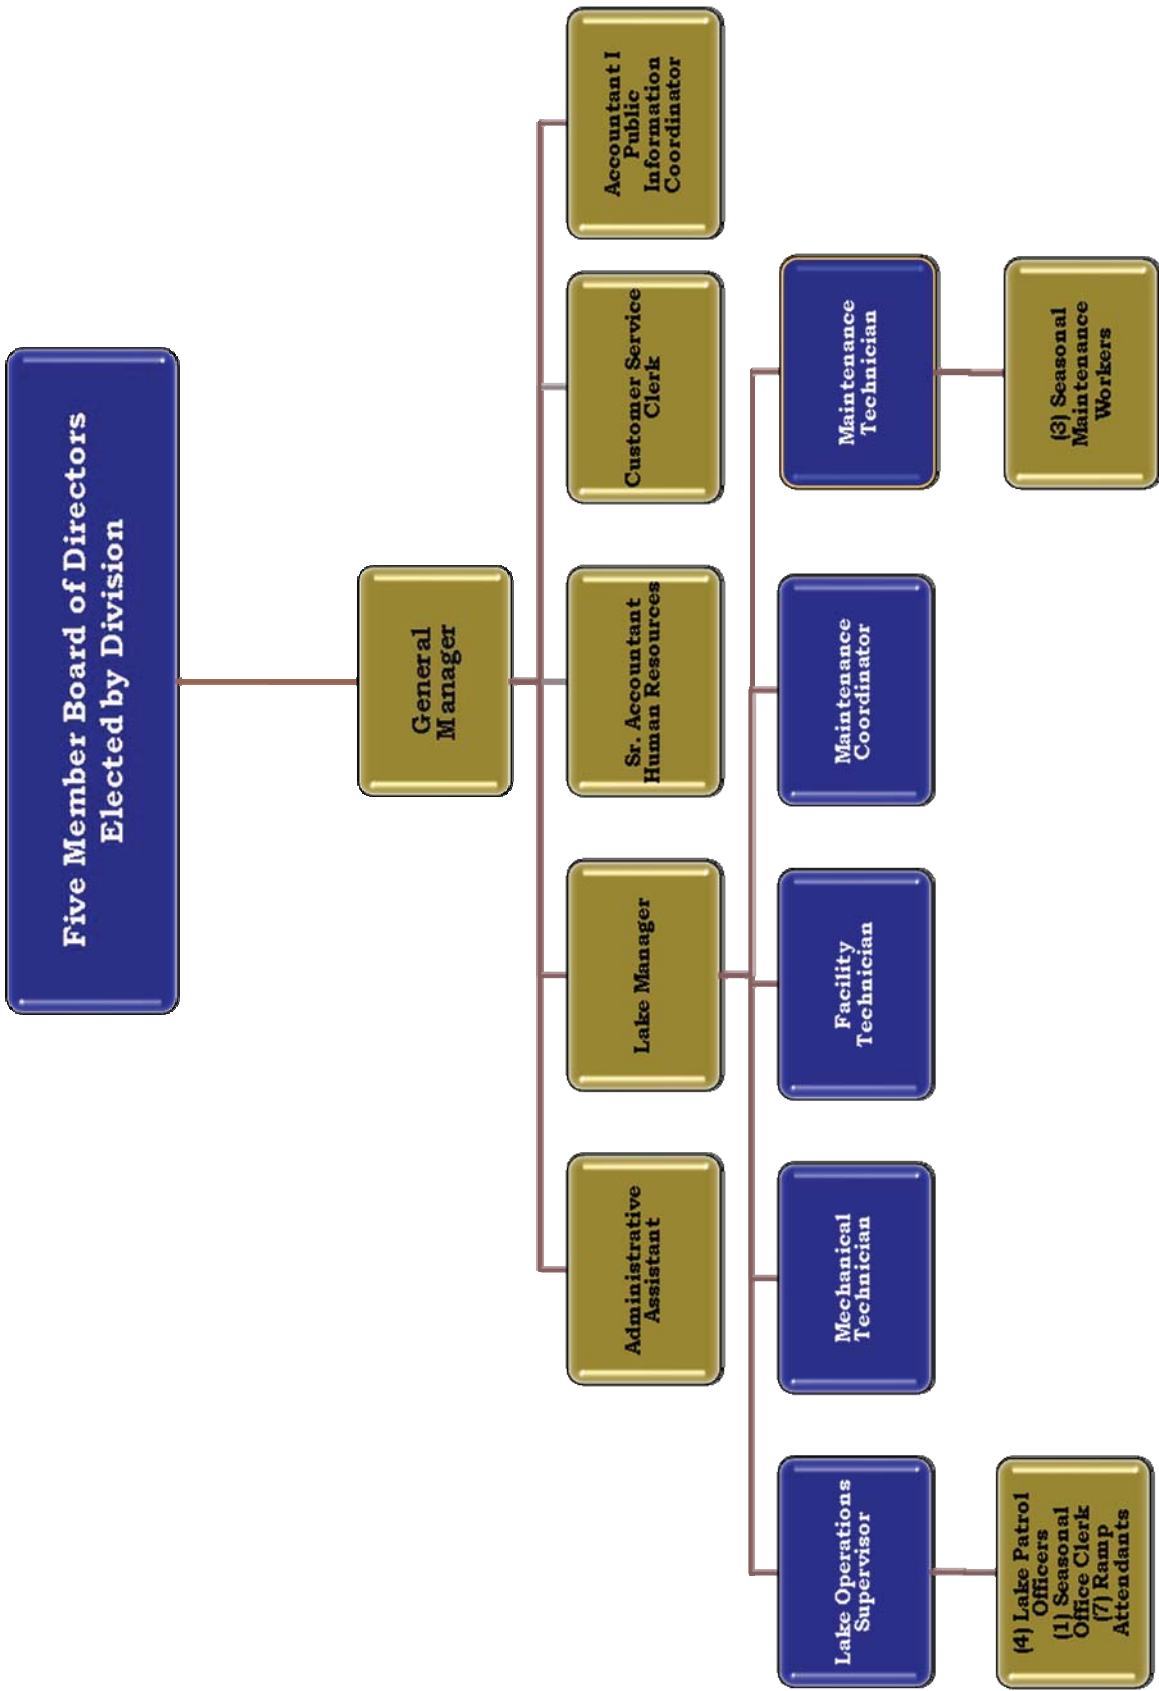 Five Member Board of Directors
Elected by Division
General
Manager
Administrative
Assistant
Lake Manager
Sr. Accountant
Human Resources
Customer Service
Clerk
Accountant I
Public
Information
Coordinator
Lake Operations
Supervisor
Mechanical
Technician
Facility
Technician
Maintenance
Coordinator
Maintenance
Technician
(4) Lake Patrol
Officers
(1) Seasonal
Office Clerk
(7) Ramp
Attendants
(3) Seasonal
Maintenance
Workers